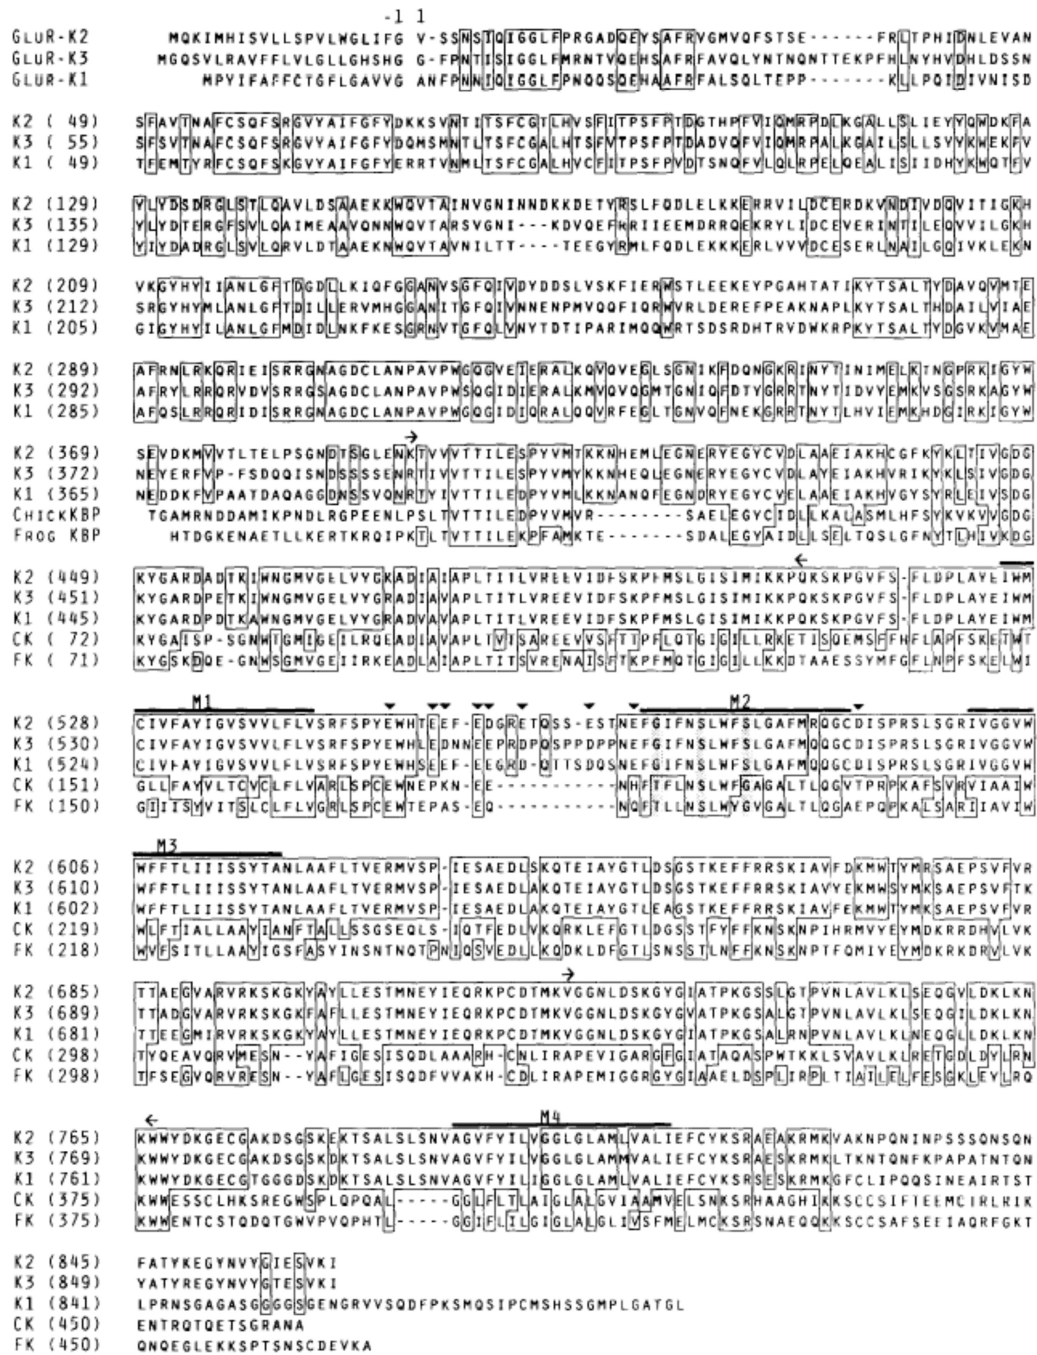 -1 1
GLUR-K2 MQKIMHISVLLSPVLWGLIFG V-SSNSTQIGGLFPRGADQEYSAFRVGMVQFSTSE------FRLTPHIDNLEVAN
GLUR-K3 MGQSVLRAVFFLVLGLLGHSHG G-FPNTISIGGLFMRNTVQEHSAFRFAVQLYNTNQNTTEKPFHLNYHVDHLDSSN
GLUR-K1 MPYIFAFFCTGFLGAVVG ANFPNNIQIGGLFPNQQSQEHAAFRFALSQLTEPP-----KLLPQIDIVNISD
K2 ( 49) SFAVTNAFCSQFSRGVYAIFGFYDKKSVNTITSFCGTLHVSFITPSFPTDGTHPFVIQMRPDLKGALLSLIEYYQWDKFA
K3 ( 55) SFSVTNAFCSQFSRGVYAIFGFYDQMSMNTLTSFCGALHTSFVTPSFPTDADVQFVIQMRPALKGAILSLLSYYKWEKFV
K1 ( 49) TFEMTYRFCSQFSKGVYAIFGFYERRTVNMLTSFCGALHVCFITPSFPVDTSNQFVLQLRPELQEALISIIDHYKWQTFV
K2 (129) YLYDSDRGLSTLQAVLDSAAEKKWQVTAINVGNINNDKKDETYRSLFQDLELKKERRVILDCERDKVNDIVDQVITIGKH
K3 (135) YLYDTERGFSVLQAIMEAAVQNNWQVTARSVGNI---KDVQEFRRIIEEMDRRQEKRYLIDCEVERINTILEQVVILGKH
K1 (129) YIYDADRGLSVLQRVLDTAAEKNWQVTAVNILTT----TEEGYRMLFQDLEKKKERLVVVDCESERLNAILGQIVKLEKN
K2 (209) VKGYHYIIANLGFTDGDLLKIQFGGANVSGFQIVDYDDSLVSKFIERWSTLEEKEYPGAHTATIKYTSALTYDAVQVMTE
K3 (212) SRGYHYMLANLGFTDILLERVMHGGANITGFQIVNNENPMVQQFIQRWVRLDEREFPEAKNAPLKYTSALTHDAILVIAE
K1 (205) GIGYHYILANLGFMDIDLNKFKESGRNVTGFQLVNYTDTIPARIMQQWRTSDSRDHTRVDWKRPKYTSALTYDGVKVMAE
K2 (289) AFRNLRKQRIEISRRGNAGDCLANPAVPWGQGVEIERALKQVQVEGLSGNIKFDQNGKRINYTINIMELKTNGPRKIGYW
K3 (292) AFRYLRRQRVDVSRRGSAGDCLANPAVPWSQGIDIERALKMVQVQGMTGNIQFDTYGRRTNYTIDVYEMKVSGSRKAGYW
K1 (285) AFQSLRRQRIDISRRGNAGDCLANPAVPWGQGIDIQRALQQVRFEGLTGNVQFNEKGRRTNYTLHVIEMKHDGIRKIGYW
K2 (369) SEVDKMVVTLTELPSGNDTSGLENKTVVVTTILESPYVMTKKNHEMLEGNERYEGYCVDLAAEIAKHCGFKYKLTIVGDG
K3 (372) NEYERFVP-FSDQQISNDSSSSENRTIVVTTILESPYVMYKKNHEQLEGNERYEGYCVDLAYEIAKHVRIKYKLSIVGDG
K1 (365) NEDDKFVPAATDAQAGGDNSSVQNRTYIVTTILEDPYVMLKKNANQFEGNDRYEGYCVELAAEIAKHVGYSYRLEIVSDG
CHICKKBP TGAMRNDDAMIKPNDLRGPEENLPSLTVTTILEDPYVMVR--------SAELEGYCIDLLKALASMLHFSYKVKVVGDG
FROG KBP HTDGKENAETLLKERTKRQIPKTLTVTTILEKPFAMKTE--------SDALEGYAIDLLSELTQSLGFNYTLHIVKDG
K2 (449) KYGARDADTKIWNGMVGELVYGKADIAIAPLTITLVREEVIDFSKPFMSLGISIMIKKPQKSKPGVFS-FLDPLAYEIWM
K3 (451) KYGARDPETKIWNGMVGELVYGRADIAVAPLTITLVREEVIDFSKPFMSLGISIMIKKPQKSKPGVFS-FLDPLAYEIWM
K1 (445) KYGARDPDTKAWNGMVGELVYGRADVAVAPLTITLVREEVIDFSKPFMSLGISIMIKKPQKSKPGVFS-FLDPLAYEIWM
CK ( 72) KYGAISP-SGNWTGMIGEILRQEADIAVAPLTVTSAREEVVSFTTPFLQTGIGILLRKETISQEMSFFHFLAPFSKETWT
FK ( 71) KYGSKDQE-GNWSGMVGEIIRKEADLAIAPLTITSVRENAISFTKPFMQTGIGILLKKDTAAESSYMFGFLNPFSKELWI
M1 M2
K2 (528) CIVFAYIGVSVVLFLVSRFSPYEWHTEEF-EDGRETQSS-ESTNEFGIFNSLWFSLGAFMRQGCDISPRSLSGRIVGGVW
K3 (530) CIVFAYIGVSVVLFLVSRFSPYEWHLEDNNEEPRDPQSPPDPPNEFGIFNSLWFSLGAFMQQGCDISPRSLSGRIVGGVW
K1 (524) CIVFAYIGVSVVLFLVSRFSPYEWHSEEF-EEGRDQTTSDQSNEFGIFNSLWFSLGAFMQQGCDISPRSLSGRIVGGVW
CK (151) GLLFAYVLTCVCLFLVARLSPCEWNEPKN-EE-----------NHFTFLNSLWFGAGALTLQGVTPRPKAFSVRVIAAIW
FK (150) GIIISYVITSLCLFLVGRLSPCEWTEPAS-EQ-----------NQFTLLNSLWYGVGALTLQGAEPQPKALSARIIAVIW
M3
K2 (606) WFFTLIIISSYTANLAAFLTVERMVSP-IESAEDLSKQTEIAYGTLDSGSTKEFFRRSKIAVFDKMWTYMRSAEPSVFVR
K3 (610) WFFTLIIISSYTANLAAFLTVERMVSP-IESAEDLAKQTEIAYGTLDSGSTKEFFRRSKIAVYEKMWSYMKSAEPSVFTK
K1 (602) WFFTLIIISSYTANLAAFLTVERMVSP-IESAEDLAKQTEIAYGTLEAGSTKEFFRRSKIAVFEKMWTYMKSAEPSVFVR
CK (219) WLFTIALLAAYIANFTALLSSGSEQLS-IQTFEDLVKQRKLEFGTLDGSSTFYFFKNSKNPIHRMVYEYMDKRRDHVLVK
FK (218) WVFSITLLAAYIGSFASYINSNTNQTPNIQSVEDLLKQDKLDFGTLSNSSTLNFFKNSKNPTFQMIYEYMDKRKDRVLVK
K2 (685) TTAEGVARVRKSKGKYAYLLESTMNEYIEQRKPCDTMKVGGNLDSKGYGIATPKGSSLGTPVNLAVLKLSEQGVLDKLKN
K3 (689) TTADGVARVRKSKGKFAFLLESTMNEYIEQRKPCDTMKVGGNLDSKGYGVATPKGSALGTPVNLAVLKLSEQGILDKLKN
K1 (681) TTEEGMIRVRKSKGKYAYLLESTMNEYIEQRKPCDTMKVGGNLDSKGYGIATPKGSALRNPVNLAVLKLNEQGLLDKLKN
CK (298) TYQEAVQRVMESN--YAFIGESISQDLAAARH-CNLIRAPEVIGARGFGIATAQASPWTKKLSVAVLKLRETGDLDYLRN
FK (298) TFSEGVQRVRESN--YAFLGESISQDFVVAKH-CDLIRAPEMIGGRGYGIAAELDSPLIRPLTIAILELFESGKLEYLRQ
M4
K2 (765) KWWYDKGECGAKDSGSKEKTSALSLSNVAGVFYILVGGLGLAMLVALIEFCYKSRAEAKRMKVAKNPQNINPSSSQNSQN
K3 (769) KWWYDKGECGAKDSGSKDKTSALSLSNVAGVFYILVGGLGLAMMVALIEFCYKSRAESKRMKLTKNTQNFKPAPATNTQN
K1 (761) KWWYDKGECGTGGGDSKDKTSALSLSNVAGVFYILIGGLGLAMLVALIEFCYKSRSESKRMKGFCLIPQQSINEAIRTST
CK (375) KWWESSCLHKSREGWSPLQPQAL-----GGLFLTLAIGLALGVIAAMVELSNKSRHAAGHIKKSCCSIFTEEMCIRLRIK
FK (375) KWWENTCSTQDQTGWVPVQPHTL-----GGIFLILGIGLALGLIVSFMELMCKSRSNAEQQKKSCCSAFSEEIAQRFGKT
K2 (845) FATYKEGYNVYGIESVKI
K3 (849) YATYREGYNVYGTESVKI
K1 (841) LPRNSGAGASGGGGSGENGRVVSQDFPKSMQSIPCMSHSSGMPLGATGL
CK (450) ENTRQTQETSGRANA
FK (450) QNQEGLEKKSPTSNSCDEVKA